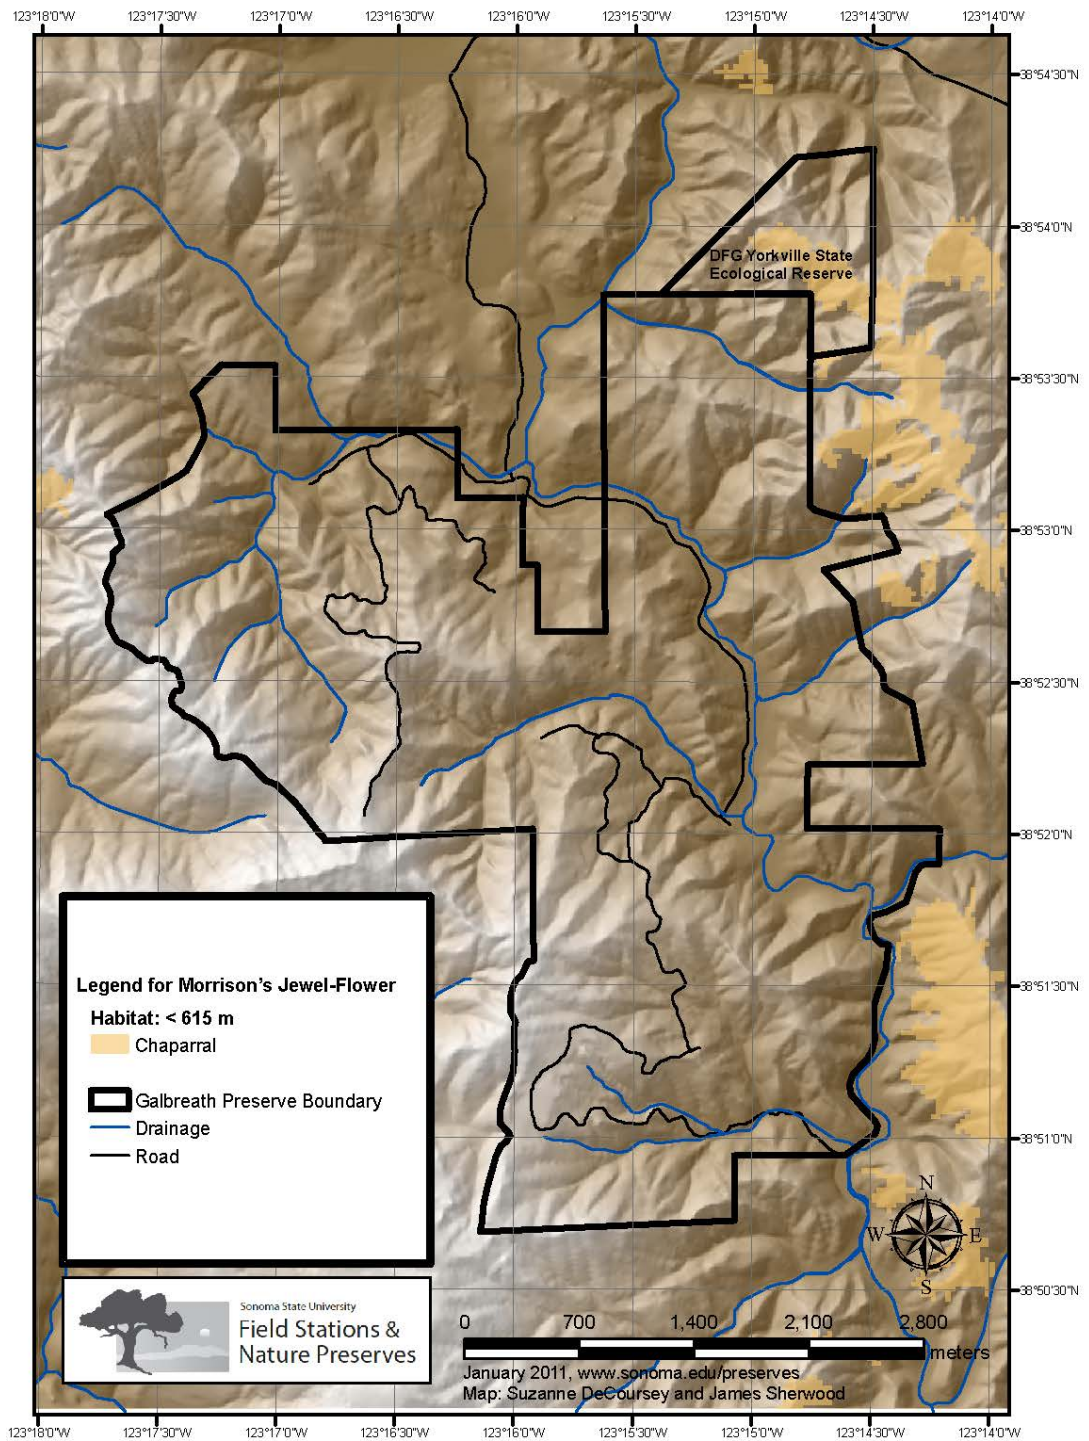 123°18'0"W 123°17'30"W 123°17'0"W 123°16'30"W 123°16'0"W 123°15'30"W 123°15'0"W 123°14'30"W 123°14'0"W
38°54'30"N
38°54'0"N
DFG Yorkville State
Ecological Reserve
38°53'30"N
38°53'0"N
38°52'30"N
38°52'0"N
38°51'30"N
38°51'0"N
38°50'30"N
Legend for Morrison's Jewel-Flower
Habitat: < 615 m
Chaparral
Galbreath Preserve Boundary
Drainage
Road
N
W E
S
Sonoma State University
Field Stations &
Nature Preserves
0 700 1,400 2,100 2,800
meters
January 2011, www.sonoma.edu/preserves
Map: Suzanne DeCoursey and James Sherwood
123°18'0"W 123°17'30"W 123°17'0"W 123°16'30"W 123°16'0"W 123°15'30"W 123°15'0"W 123°14'30"W 123°14'0"W